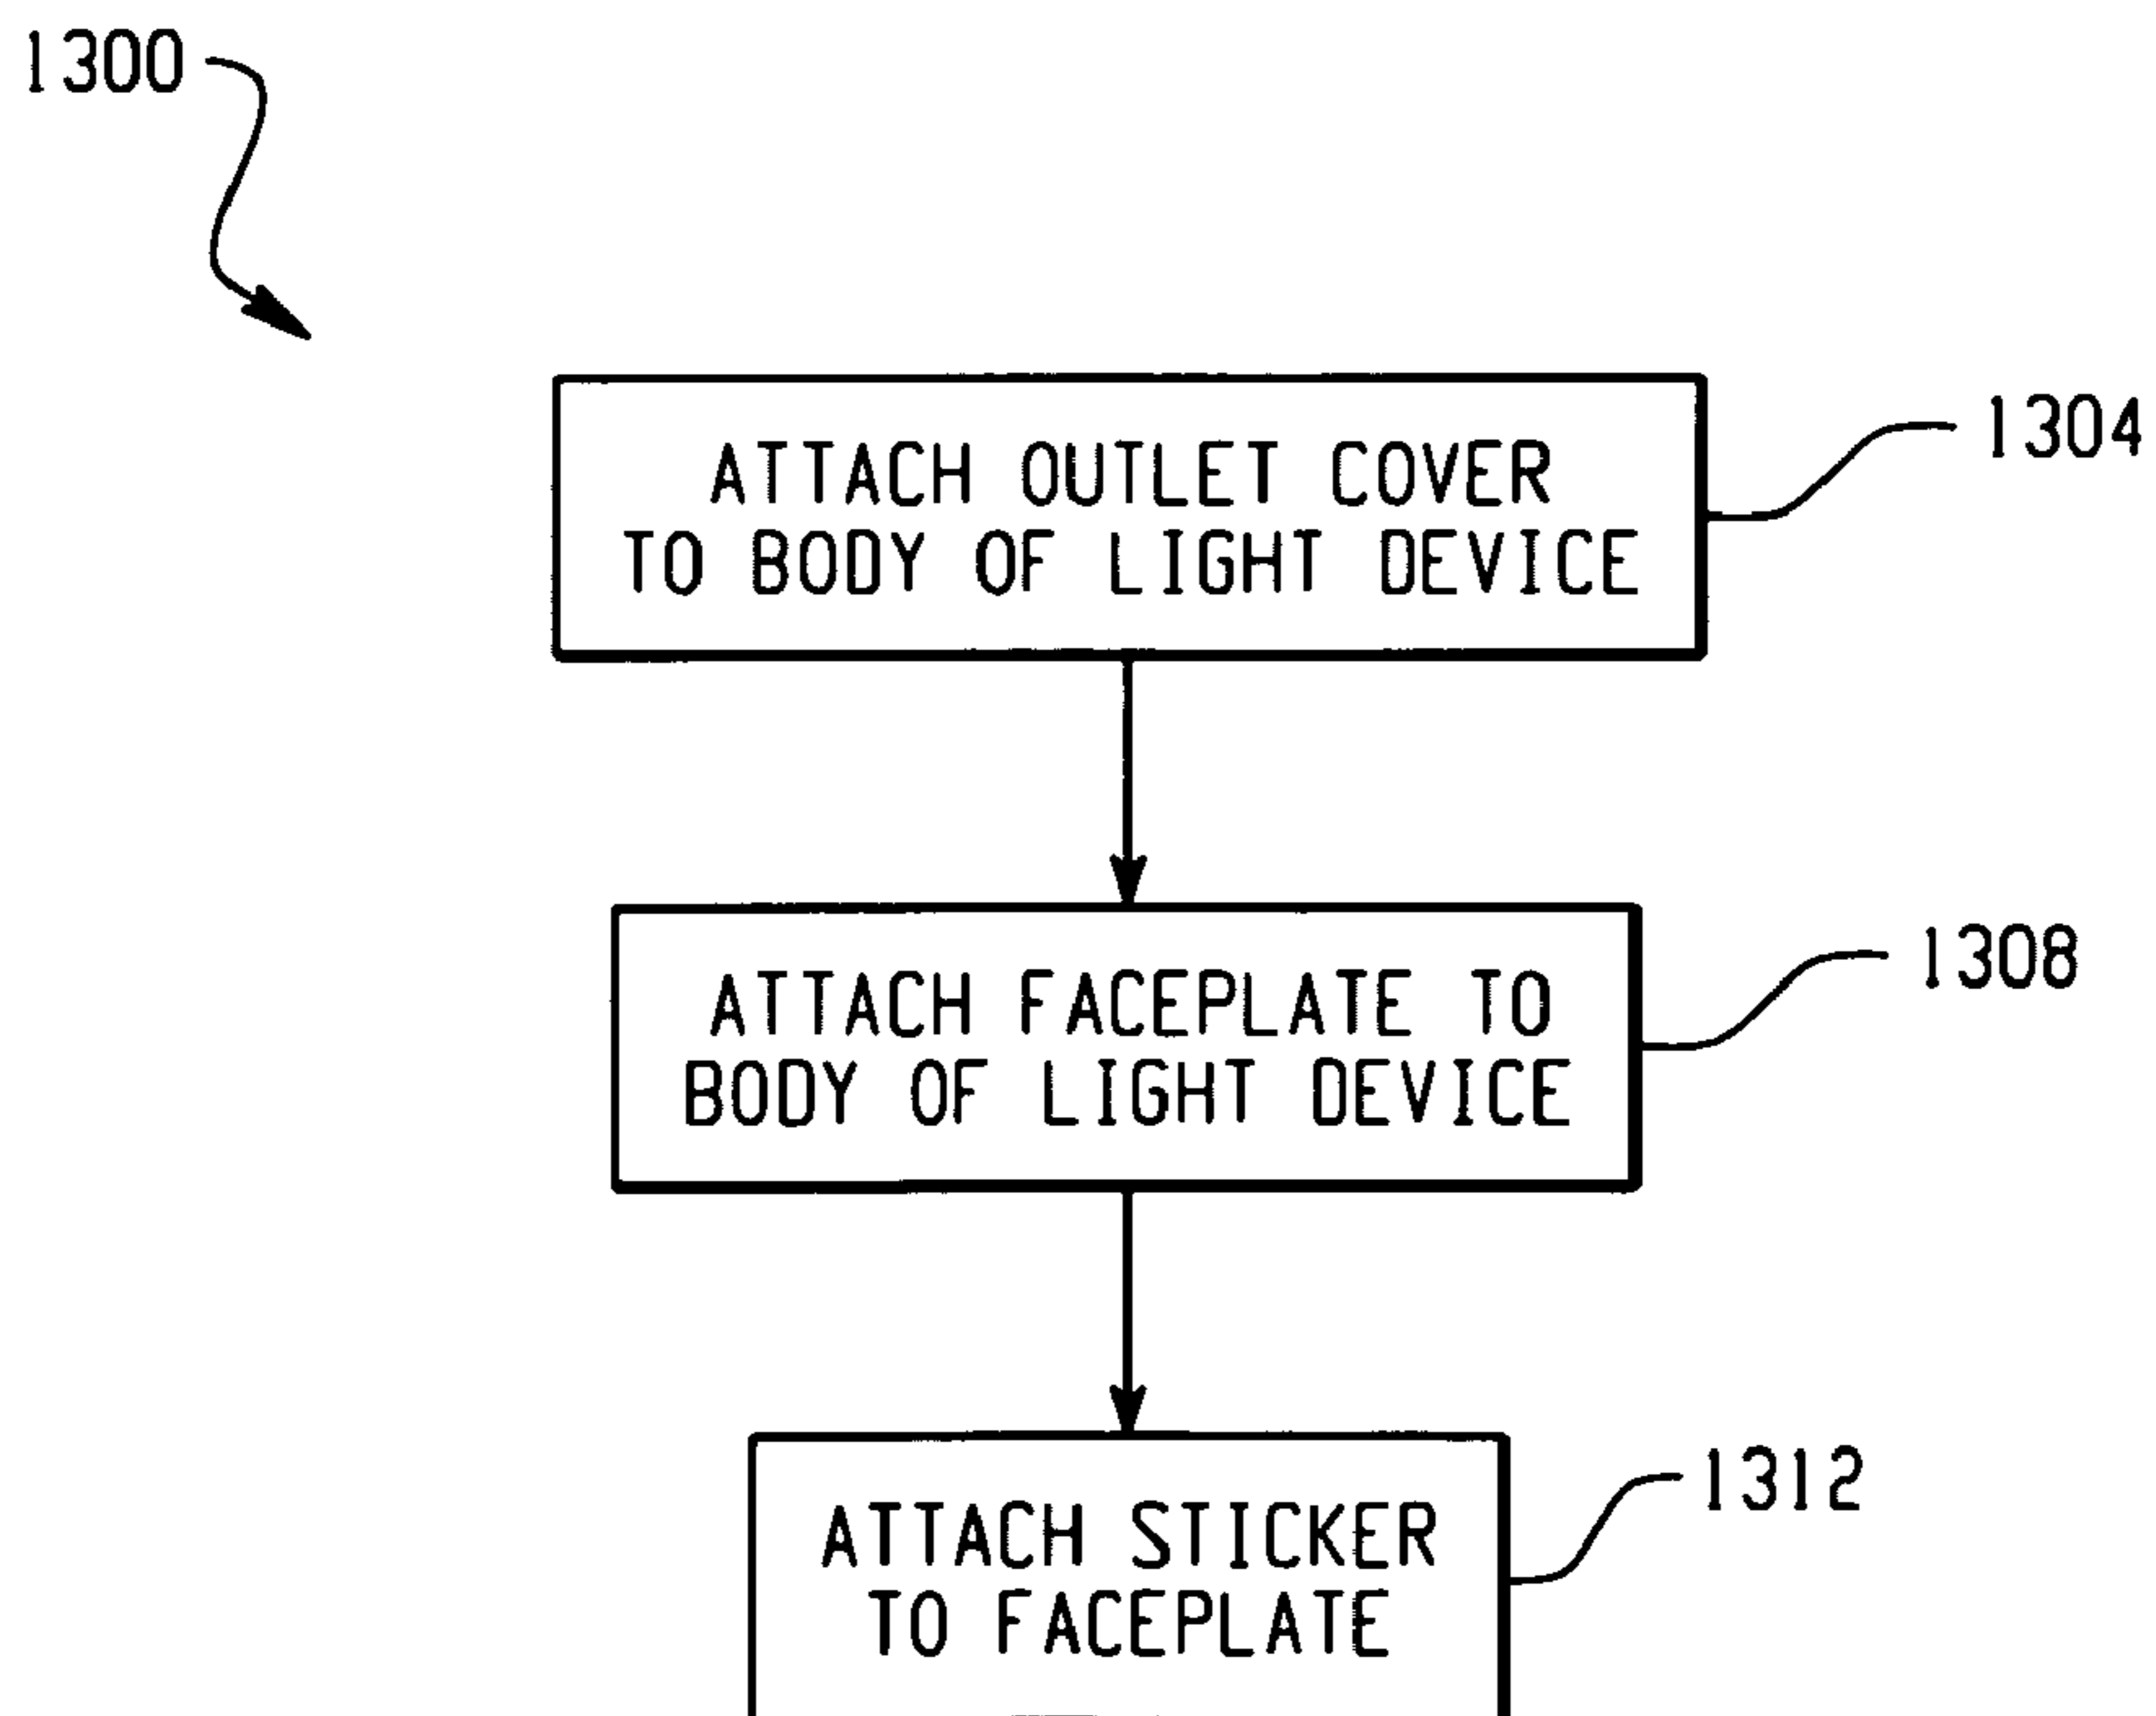 1300
1304
ATTACH OUTLET COVER
TO BODY OF LIGHT DEVICE
1308
ATTACH FACEPLATE TO
BODY OF LIGHT DEVICE
1312
ATTACH STICKER
TO FACEPLATE